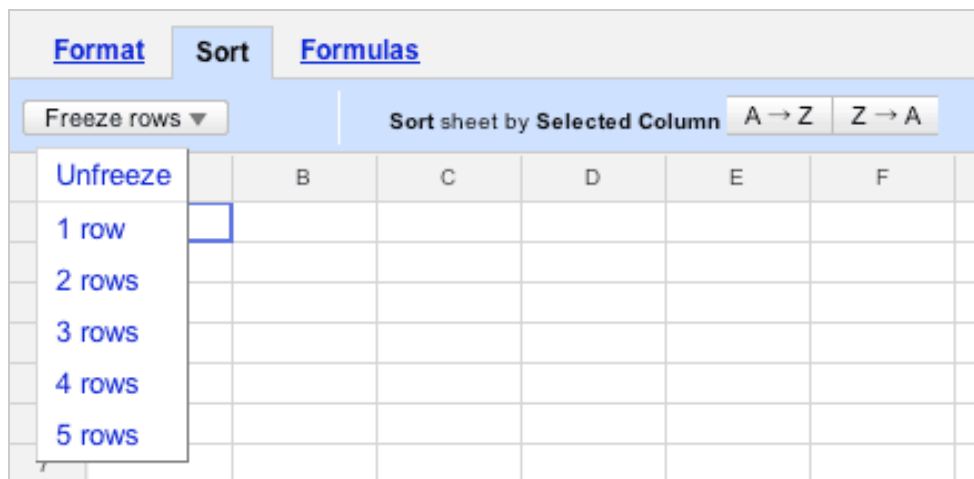 Format Sort Formulas
Freeze rows ▼ Sort sheet by Selected Column A → Z Z → A
Unfreeze B C D E F
1 row
2 rows
3 rows
4 rows
5 rows